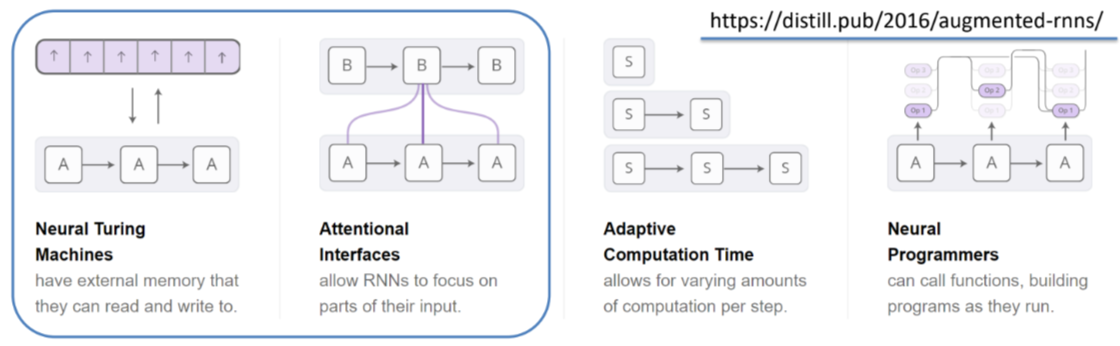 https://distill.pub/2016/augmented-rnns/
A A A
Neural Turing
Machines
have external memory that
they can read and write to.
B B B
A A A
Attentional
Interfaces
allow RNNs to focus on
parts of their input.
S
S S
S S S
Adaptive
Computation Time
allows for varying amounts
of computation per step.
Op 3 Op 3 Op 3
Op 2 Op 2 Op 2
Op 1 Op 1 Op 1
A A A
Neural
Programmers
can call functions, building
programs as they run.